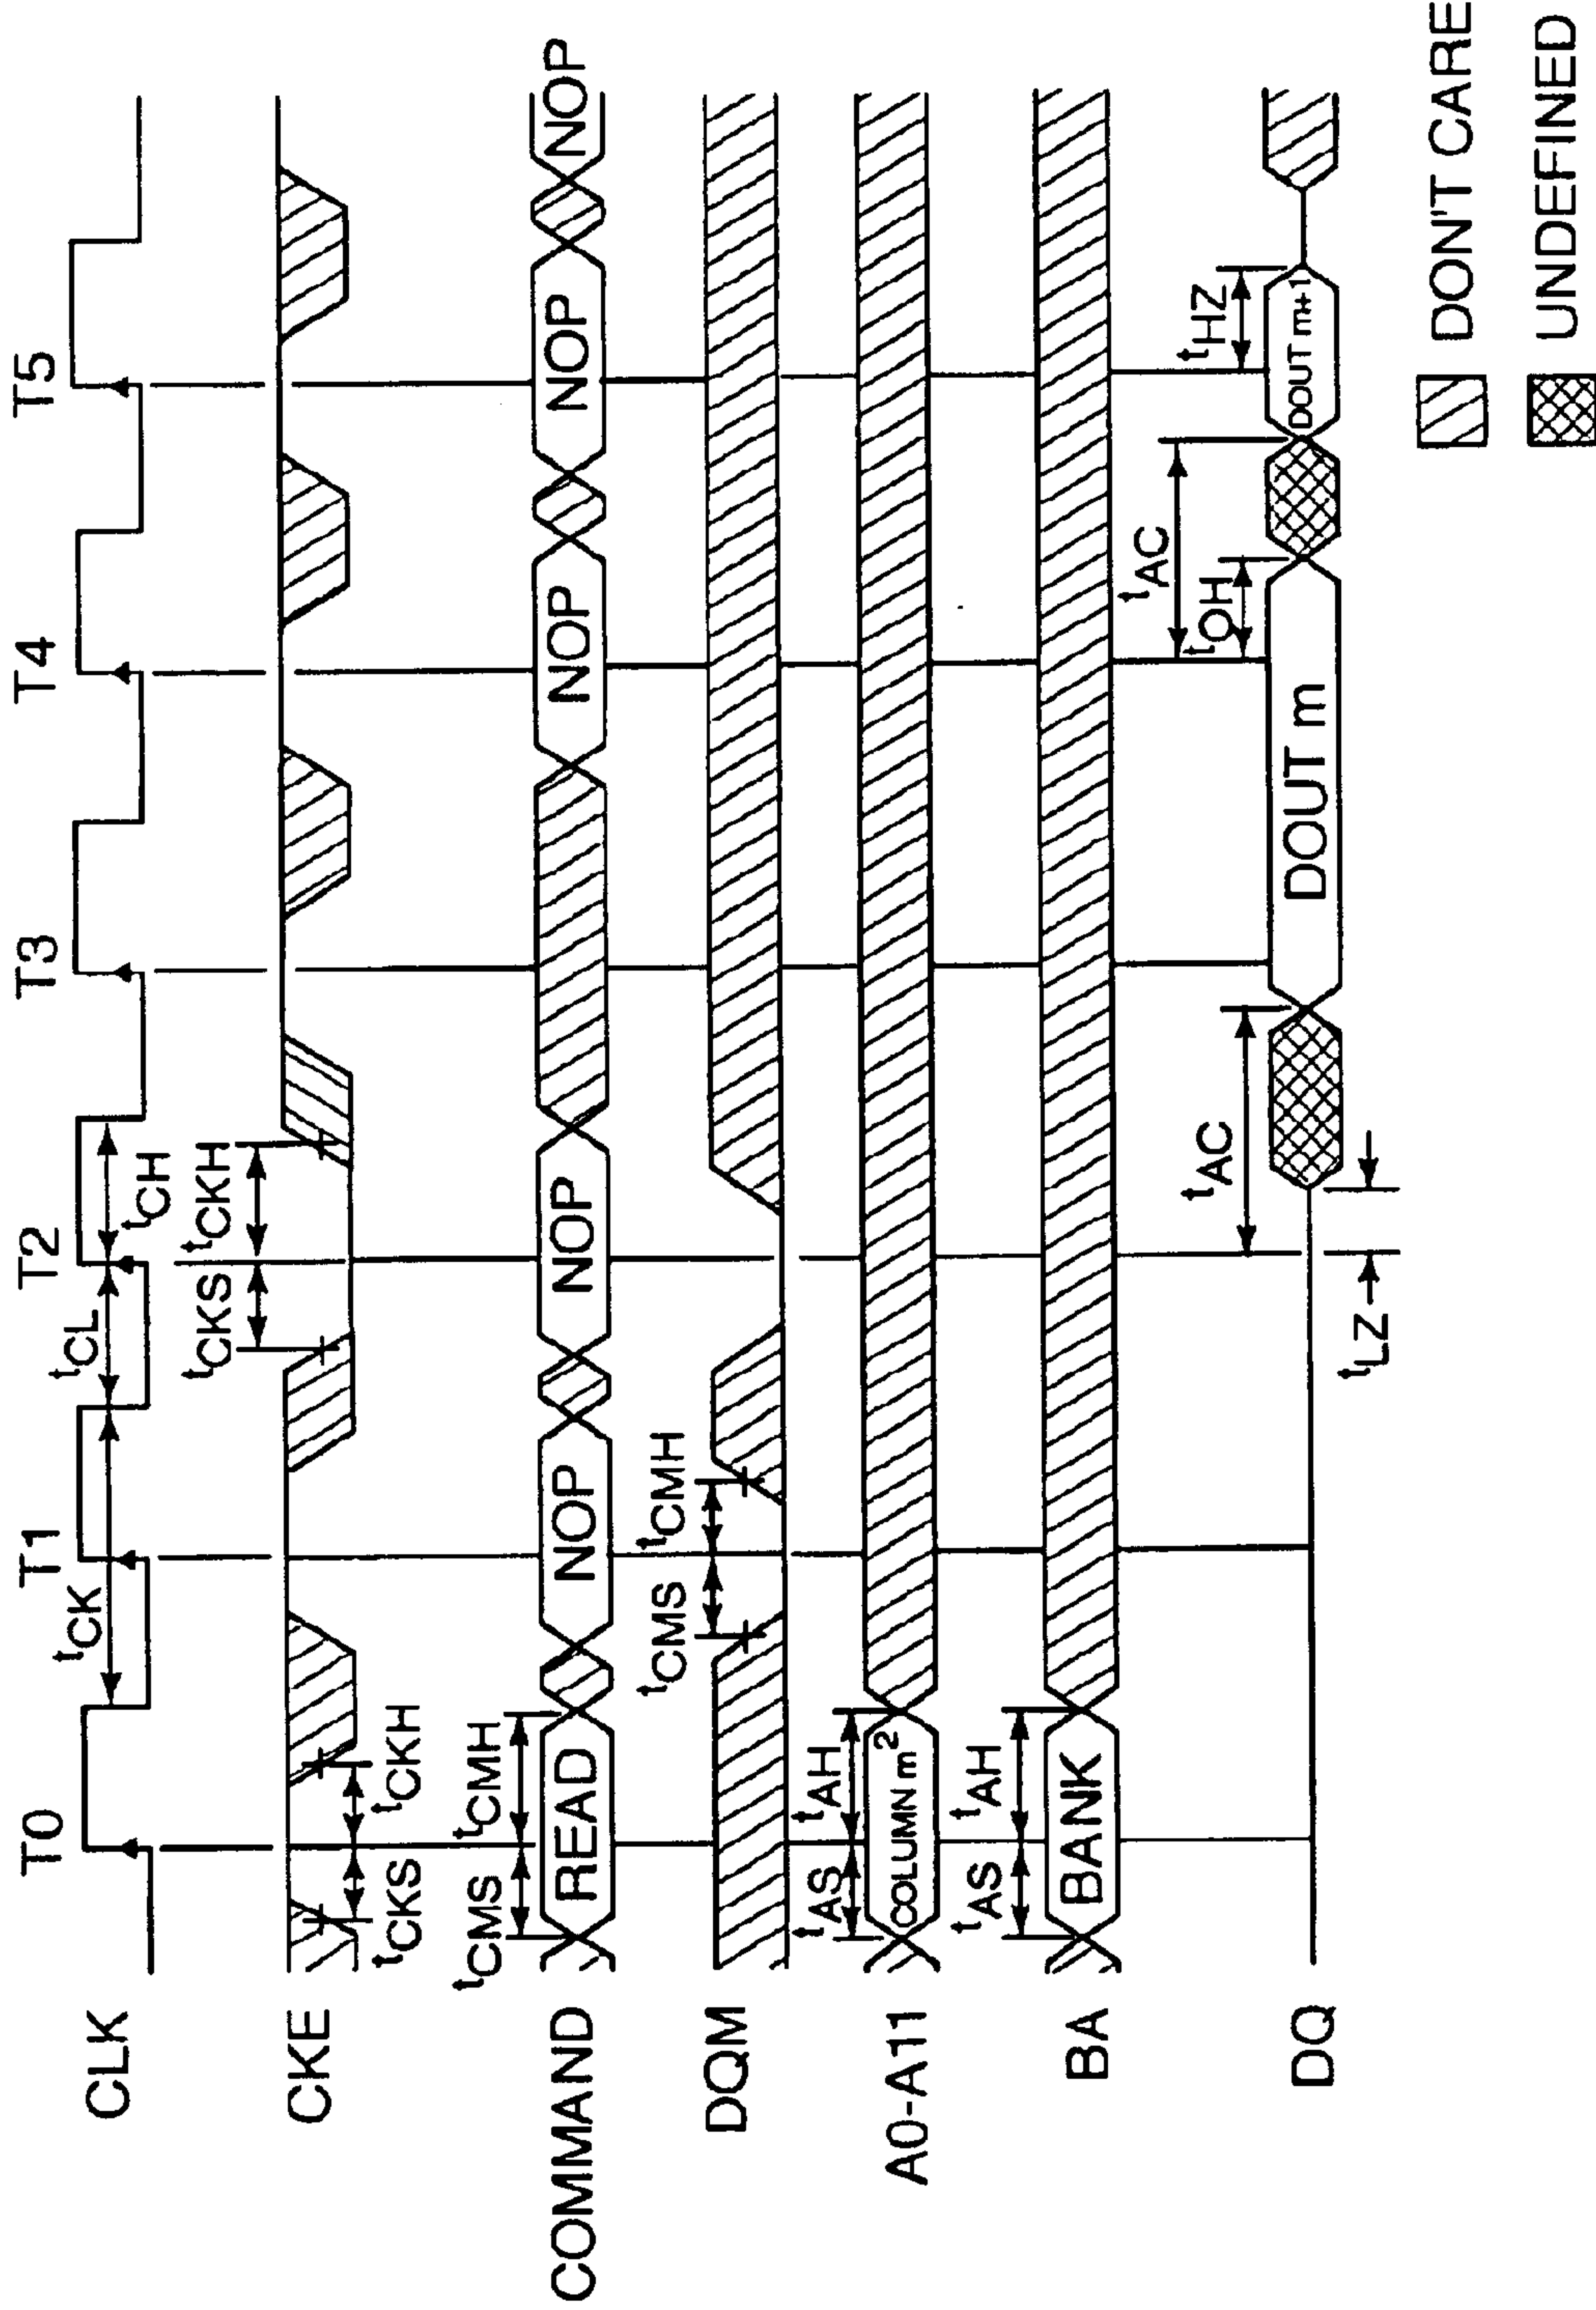 T0 T1 T2 T3 T4 T5
CLK
tCK tCL tCH
CKE
tCKS tCKH tCKS tCKH
tCMS tCMH
COMMAND READ NOP NOP NOP NOP NOP
tCMS tCMH
DQM
tAS tAH
A0-A11 COLUMN m²
tAS tAH
BA BANK
tAC tAC
tOH tHZ
DQ DOUT m DOUT m+1
tLZ
DON'T CARE
UNDEFINED